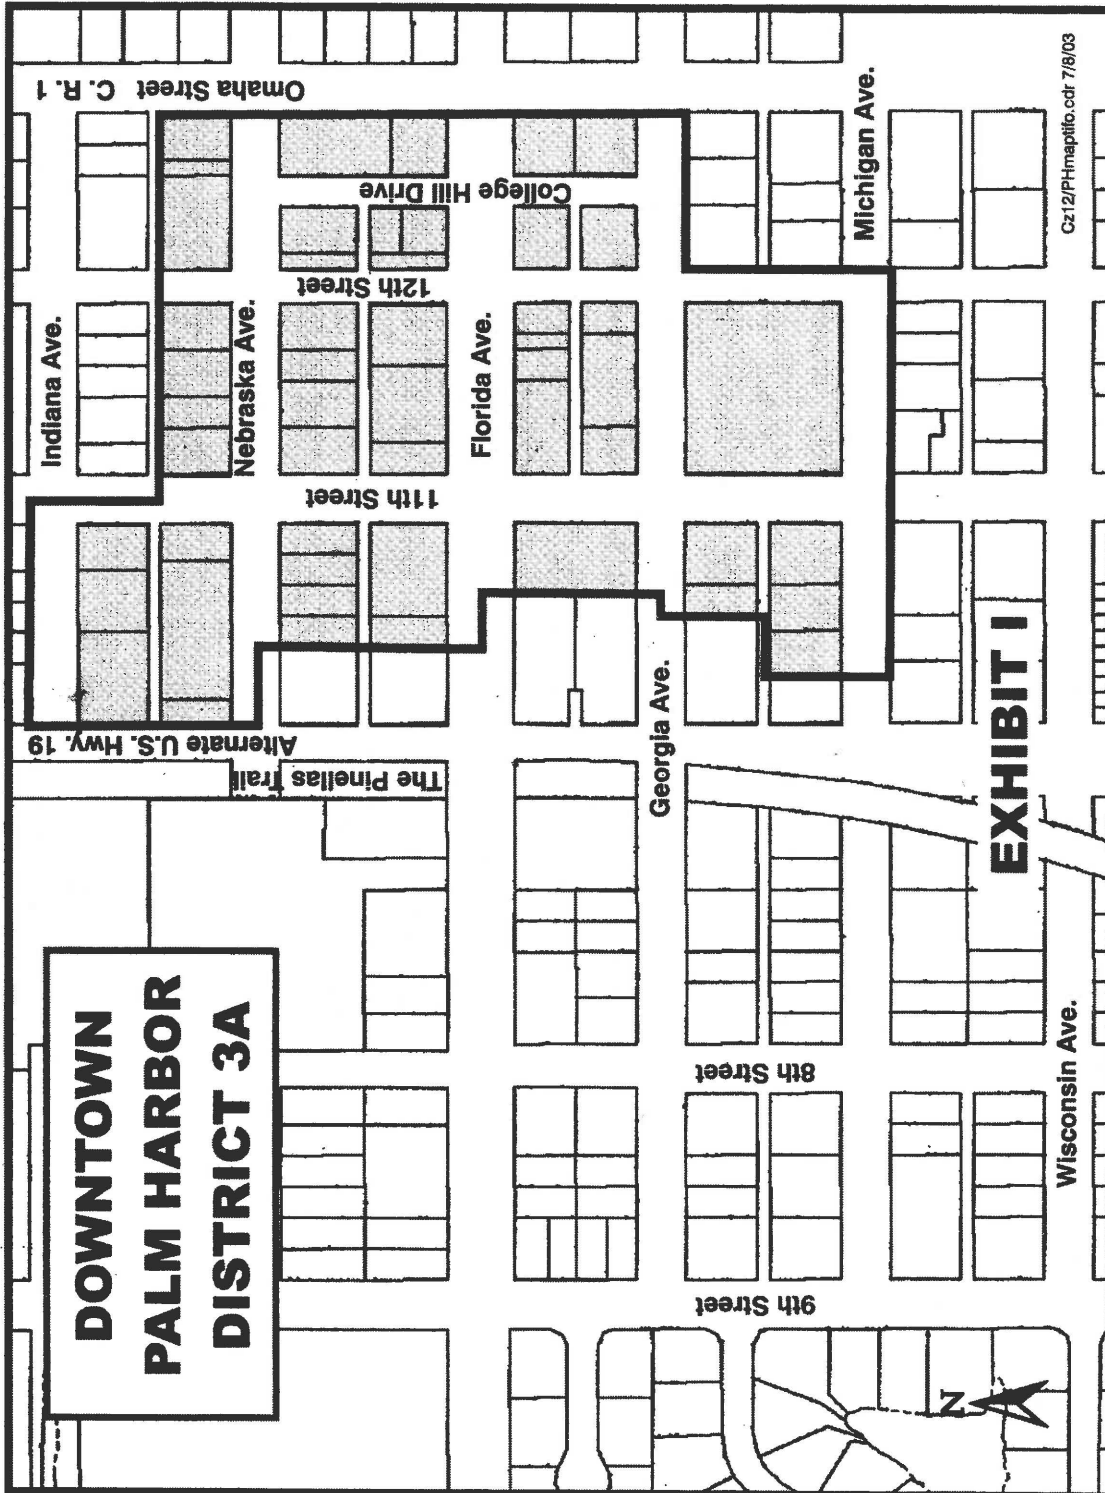 DOWNTOWN
PALM HARBOR
DISTRICT 3A
Omaha Street C. R. 1
College Hill Drive
12th Street
11th Street
Alternate U.S. Hwy. 19
The Pinellas Trail
8th Street
9th Street
Indiana Ave.
Nebraska Ave.
Florida Ave.
Georgia Ave.
Michigan Ave.
Wisconsin Ave.
EXHIBIT I
N
Cz12/PHmaptifo.cdr 7/8/03